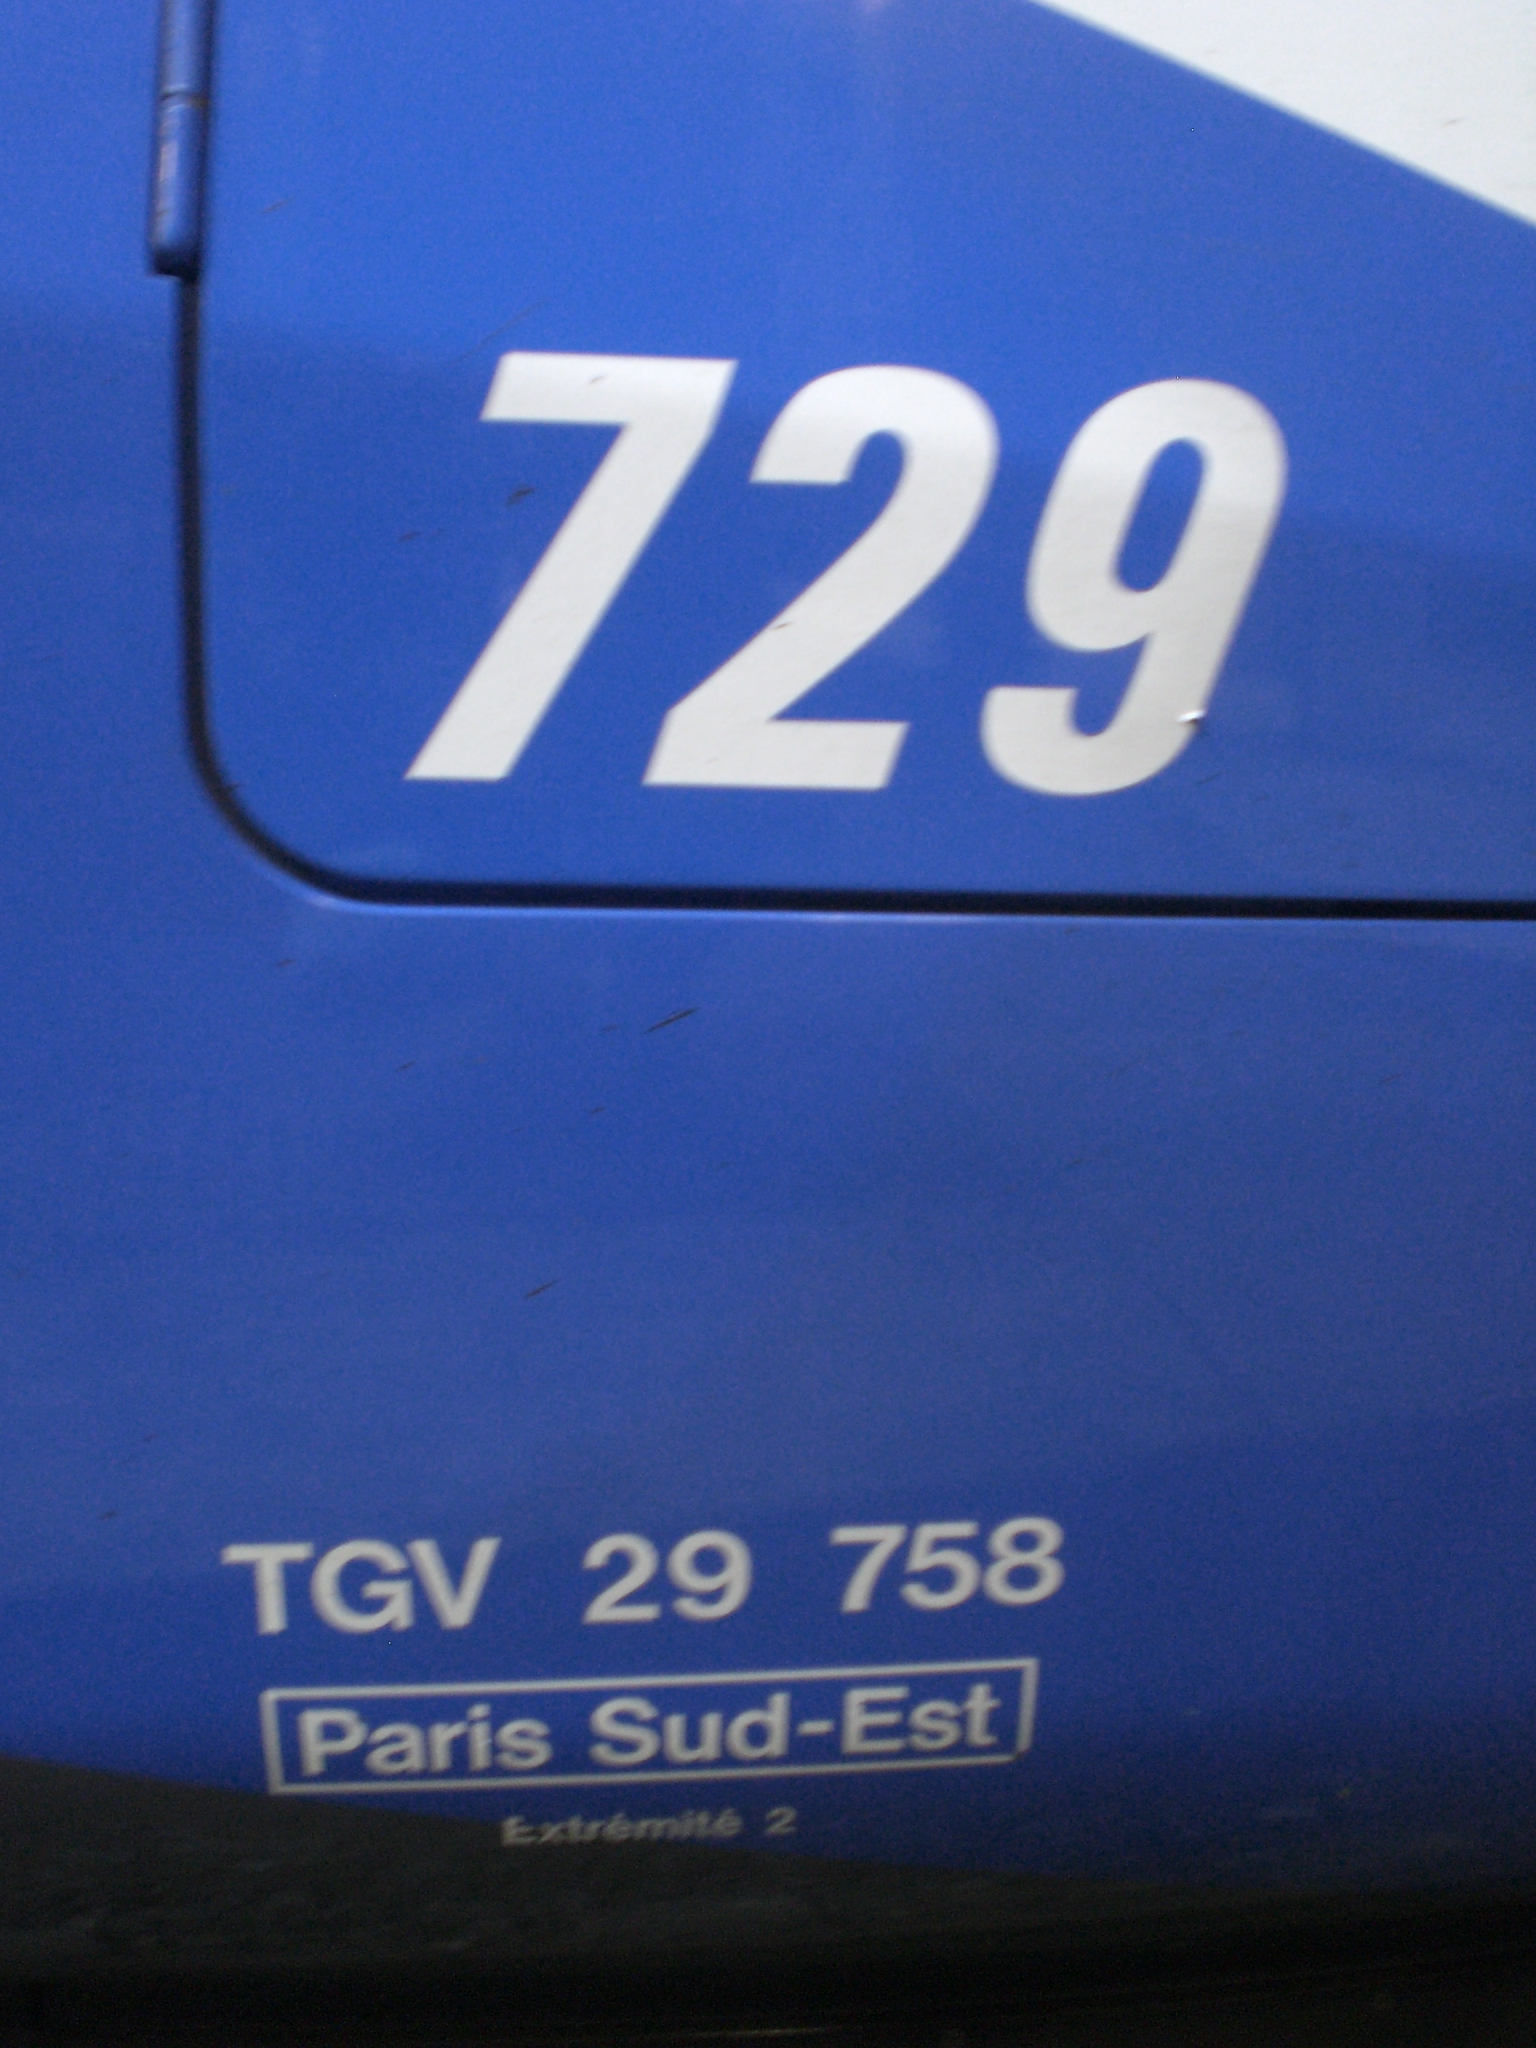 729
TGV 29 758
Paris Sud-Est
Extrémité 2